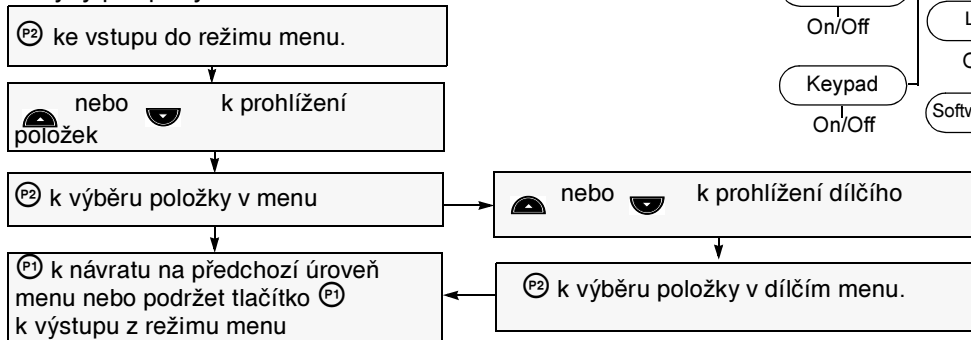 P2 ke vstupu do režimu menu.
nebo k prohlížení
položek
P2 k výběru položky v menu
P1 k návratu na předchozí úroveň
menu nebo podržet tlačítko P1
k výstupu z režimu menu
nebo k prohlížení dílčího
P2 k výběru položky v dílčím menu.
On/Off
Keypad
On/Off